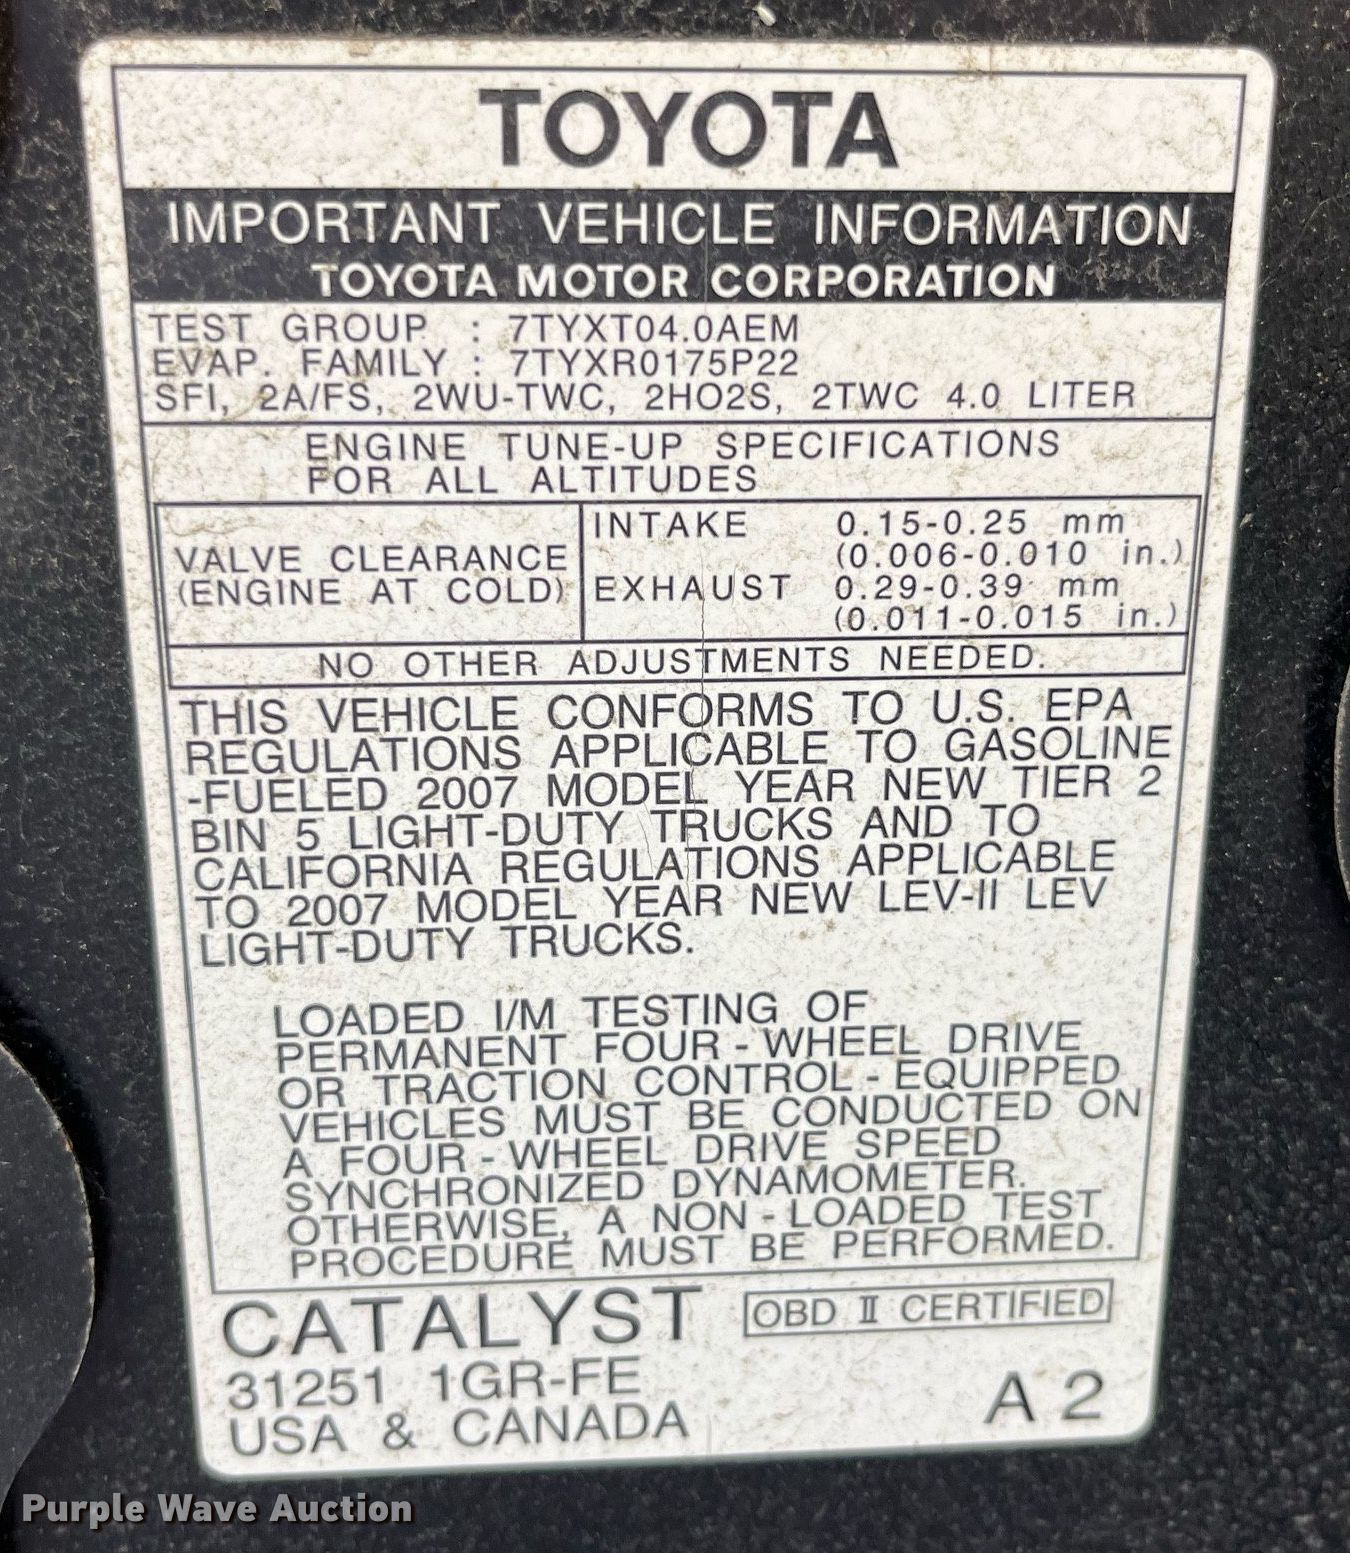 TOYOTA
IMPORTANT VEHICLE INFORMATION
TOYOTA MOTOR CORPORATION
TEST GROUP : 7TYXT04.0AEM
EVAP. FAMILY : 7TYXR0175P22
SFI, 2A/FS, 2WU-TWC, 2HO2S, 2TWC 4.0 LITER
ENGINE TUNE-UP SPECIFICATIONS
FOR ALL ALTITUDES
VALVE CLEARANCE
(ENGINE AT COLD)
INTAKE 0.15-0.25 mm
(0.006-0.010 in.)
EXHAUST 0.29-0.39 mm
(0.011-0.015 in.)
NO OTHER ADJUSTMENTS NEEDED.
THIS VEHICLE CONFORMS TO U.S. EPA
REGULATIONS APPLICABLE TO GASOLINE
-FUELED 2007 MODEL YEAR NEW TIER 2
BIN 5 LIGHT-DUTY TRUCKS AND TO
CALIFORNIA REGULATIONS APPLICABLE
TO 2007 MODEL YEAR NEW LEV-II LEV
LIGHT-DUTY TRUCKS.
LOADED I/M TESTING OF
PERMANENT FOUR-WHEEL DRIVE
OR TRACTION CONTROL-EQUIPPED
VEHICLES MUST BE CONDUCTED ON
A FOUR-WHEEL DRIVE SPEED
SYNCHRONIZED DYNAMOMETER.
OTHERWISE, A NON-LOADED TEST
PROCEDURE MUST BE PERFORMED.
CATALYST
OBD II CERTIFIED
31251 1GR-FE
USA & CANADA
A 2
Purple Wave Auction